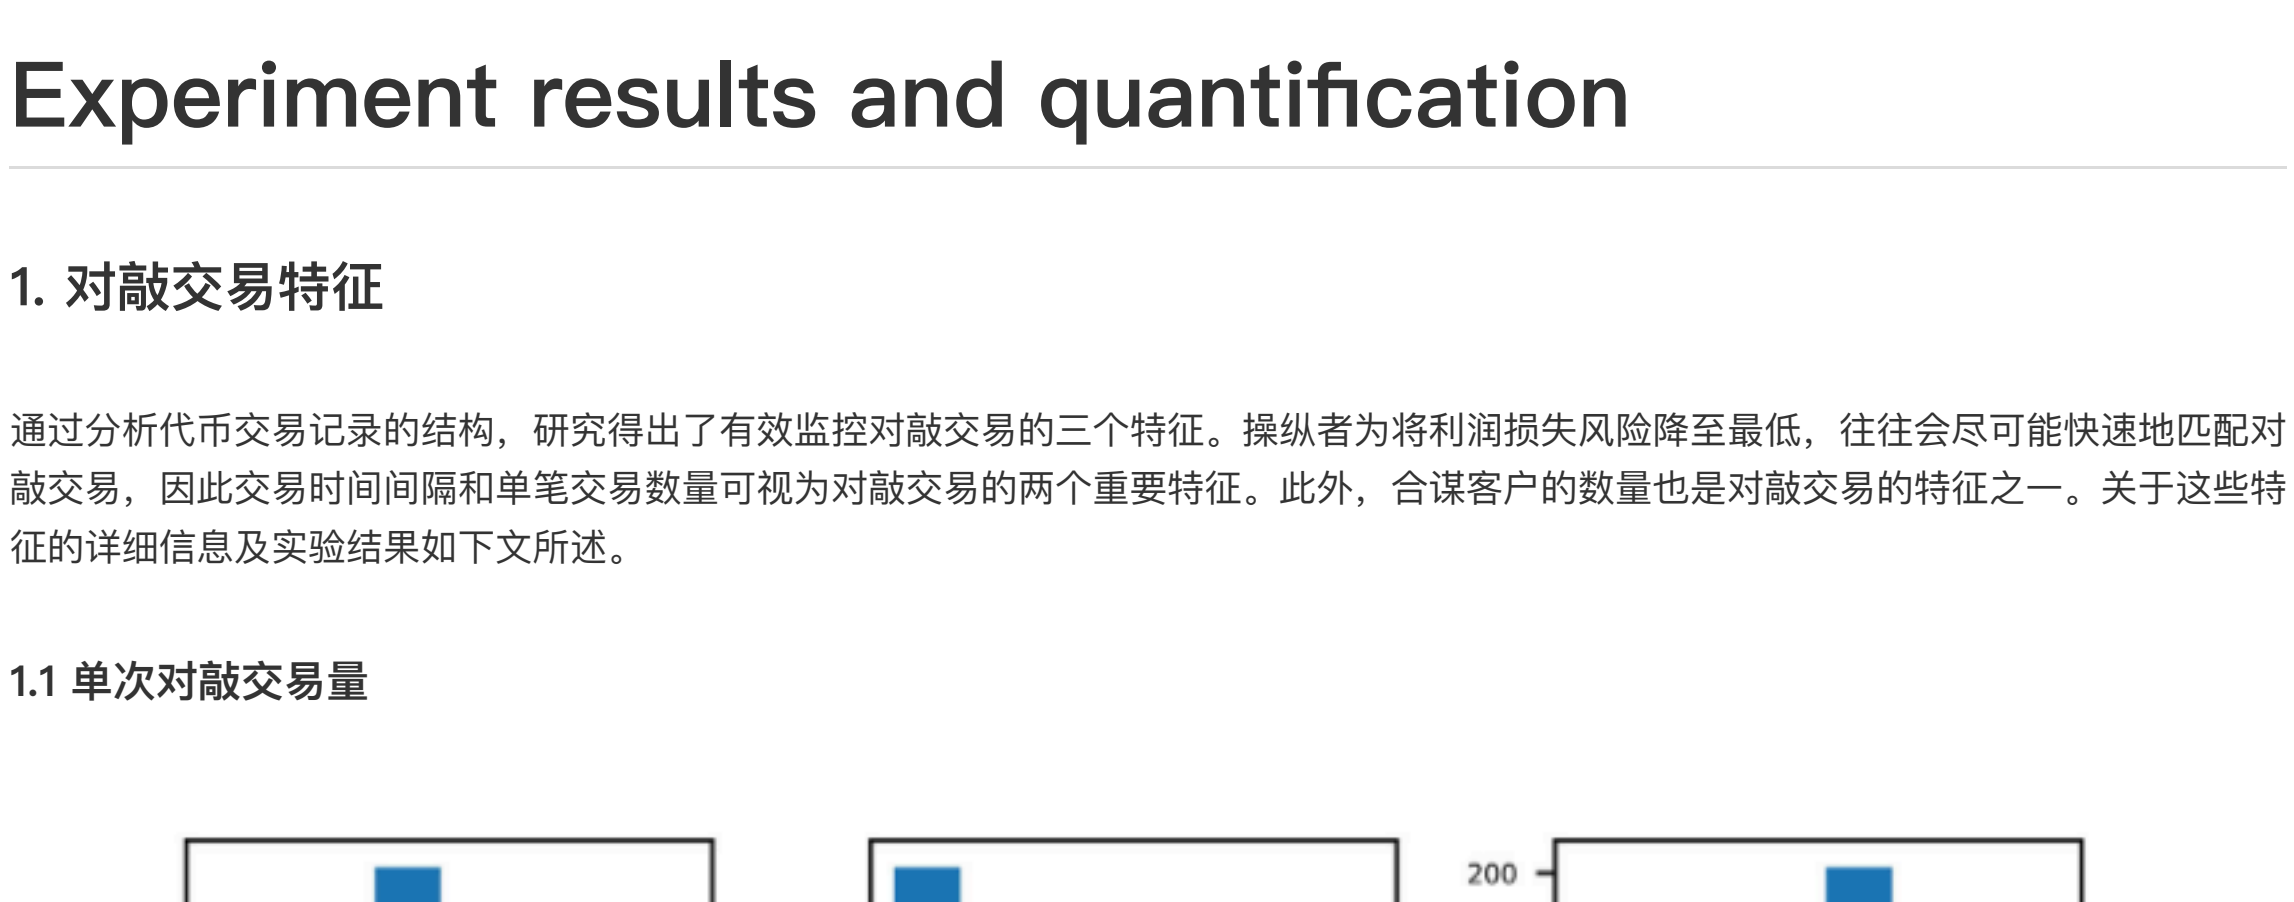 Experiment results and quantification
1. 对敲交易特征
通过分析代币交易记录的结构，研究得出了有效监控对敲交易的三个特征。操纵者为将利润损失风险降至最低，往往会尽可能快速地匹配对
敲交易，因此交易时间间隔和单笔交易数量可视为对敲交易的两个重要特征。此外，合谋客户的数量也是对敲交易的特征之一。关于这些特
征的详细信息及实验结果如下文所述。
1.1 单次对敲交易量
200